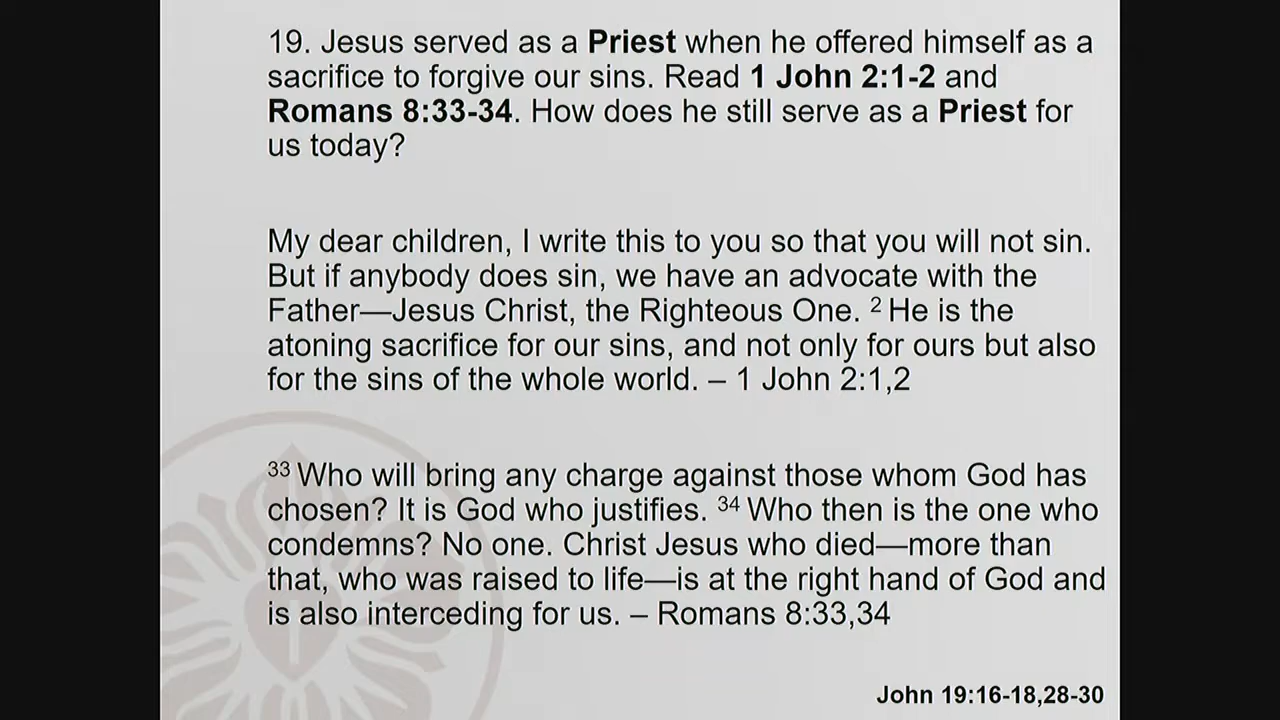 19. Jesus served as a Priest when he offered himself as a
sacrifice to forgive our sins. Read 1 John 2:1-2 and
Romans 8:33-34. How does he still serve as a Priest for
us today?
My dear children, I write this to you so that you will not sin.
But if anybody does sin, we have an advocate with the
Father—Jesus Christ, the Righteous One. ² He is the
atoning sacrifice for our sins, and not only for ours but also
for the sins of the whole world. – 1 John 2:1,2
³³ Who will bring any charge against those whom God has
chosen? It is God who justifies. ³⁴ Who then is the one who
condemns? No one. Christ Jesus who died—more than
that, who was raised to life—is at the right hand of God and
is also interceding for us. – Romans 8:33,34
John 19:16-18,28-30